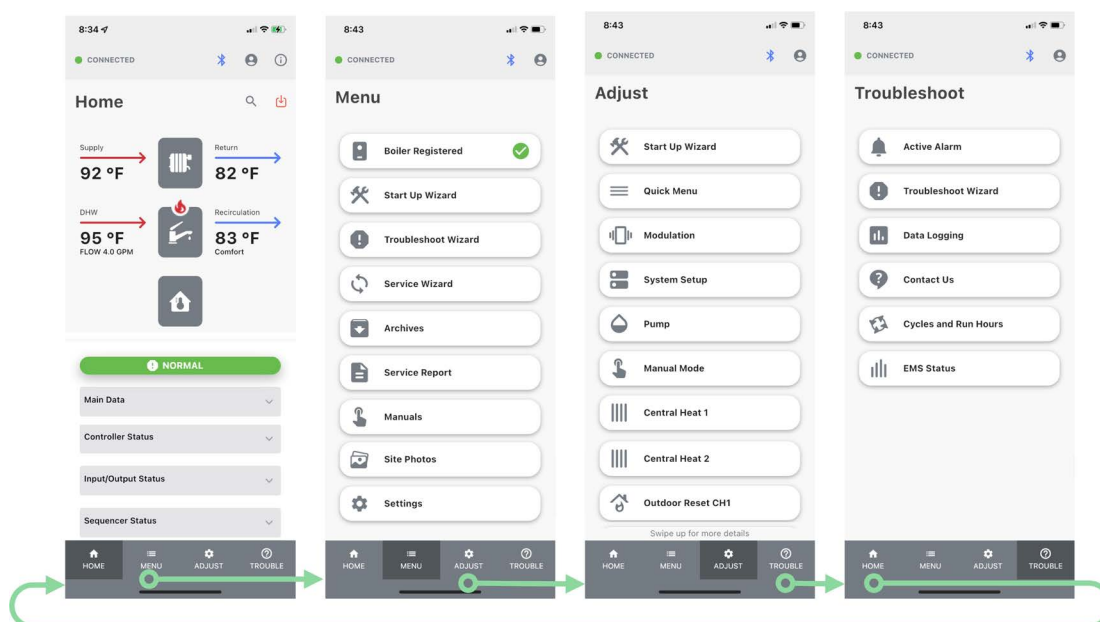 8:34
CONNECTED
Home
Supply
92 °F
Return
82 °F
DHW
95 °F
FLOW 4.0 GPM
Recirculation
83 °F
Comfort
NORMAL
Main Data
Controller Status
Input/Output Status
Sequencer Status
HOME MENU ADJUST TROUBLE
8:43
CONNECTED
Menu
Boiler Registered
Start Up Wizard
Troubleshoot Wizard
Service Wizard
Archives
Service Report
Manuals
Site Photos
Settings
HOME MENU ADJUST TROUBLE
8:43
CONNECTED
Adjust
Start Up Wizard
Quick Menu
Modulation
System Setup
Pump
Manual Mode
Central Heat 1
Central Heat 2
Outdoor Reset CH1
Swipe up for more details
HOME MENU ADJUST TROUBLE
8:43
CONNECTED
Troubleshoot
Active Alarm
Troubleshoot Wizard
Data Logging
Contact Us
Cycles and Run Hours
EMS Status
HOME MENU ADJUST TROUBLE